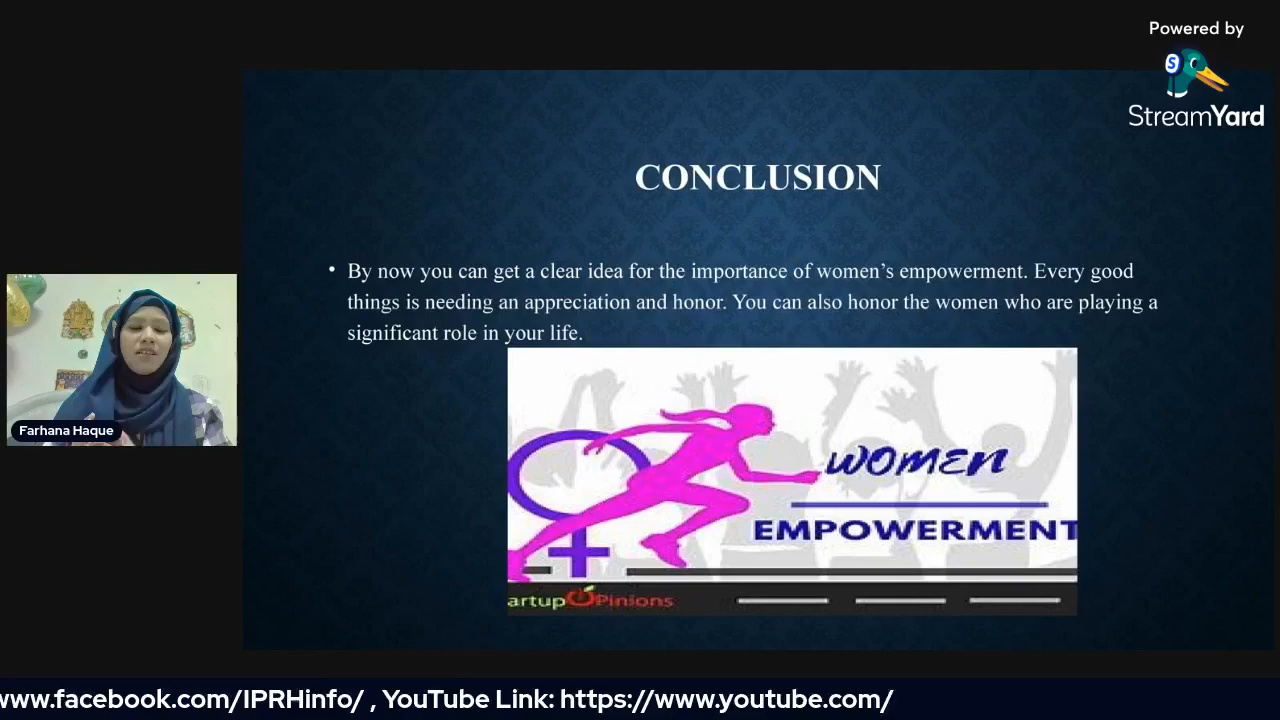 Powered by
StreamYard
CONCLUSION
• By now you can get a clear idea for the importance of women’s empowerment. Every good
things is needing an appreciation and honor. You can also honor the women who are playing a
significant role in your life.
Farhana Haque
women
EMPOWERMENT
artup Pinions
www.facebook.com/IPRHinfo/ , YouTube Link: https://www.youtube.com/